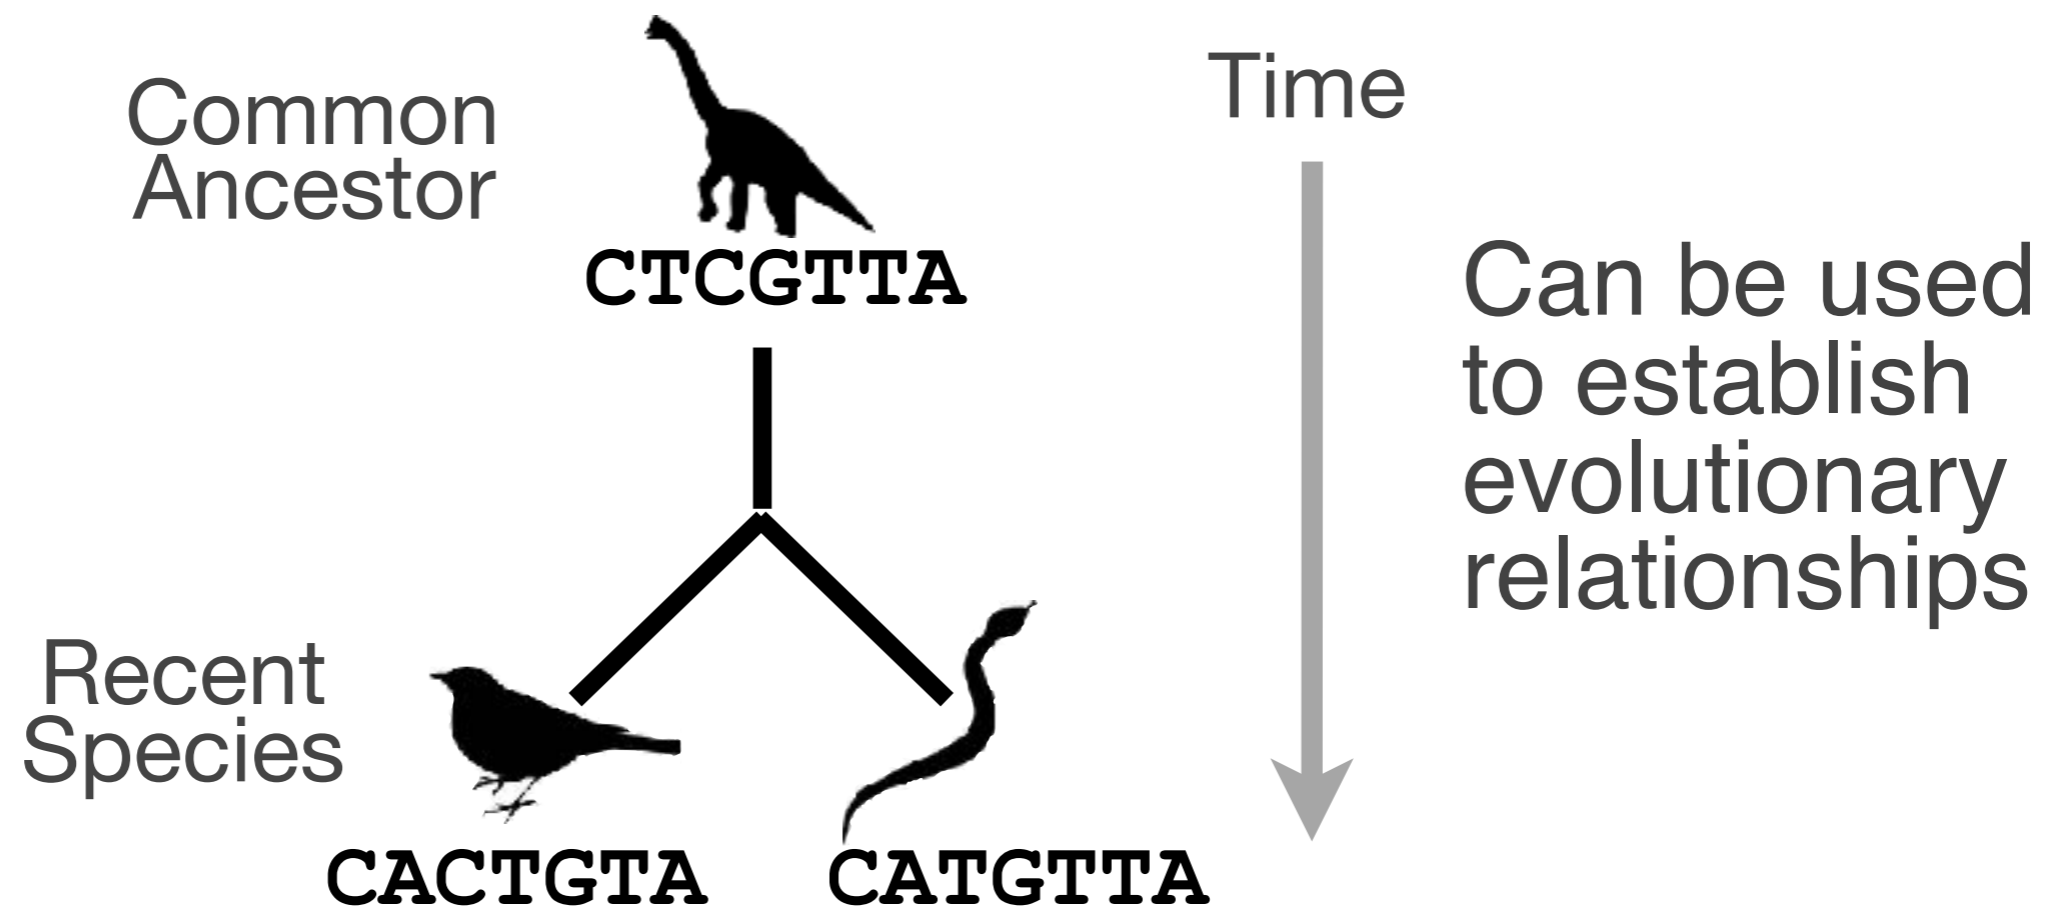 Common
Ancestor
CTCGTTA
Time
Can be used
to establish
evolutionary
relationships
Recent
Species
CACTGTA
CATGTTA